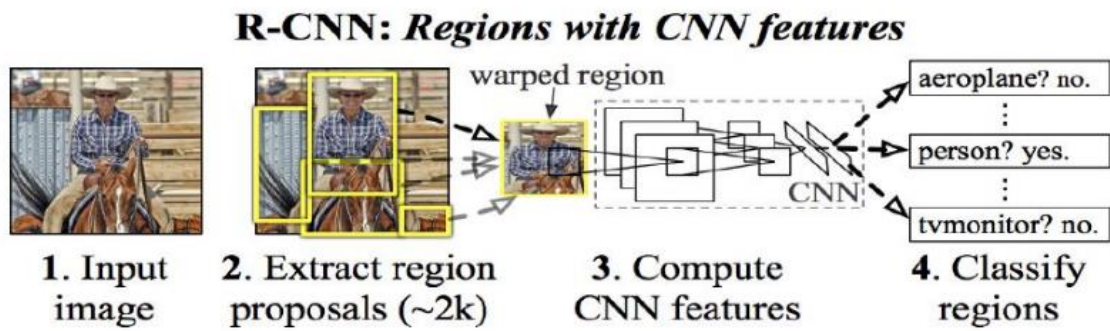 R-CNN: Regions with CNN features
warped region
aeroplane? no.
person? yes.
tvmonitor? no.
CNN
1. Input
image
2. Extract region
proposals (~2k)
3. Compute
CNN features
4. Classify
regions